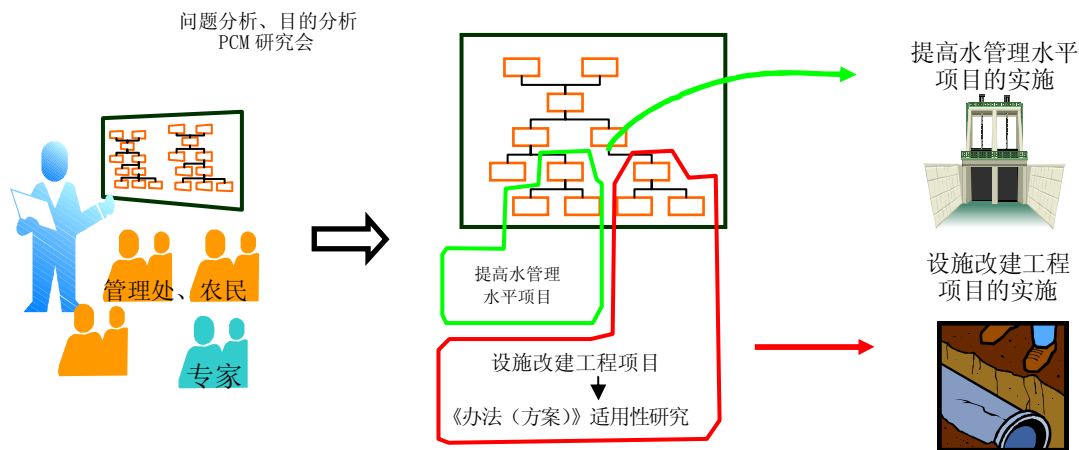 问题分析、目的分析
PCM 研究会
管理处、农民
专家
提高水管理
水平项目
设施改建工程项目
《办法（方案）》适用性研究
提高水管理水平
项目的实施
设施改建工程
项目的实施